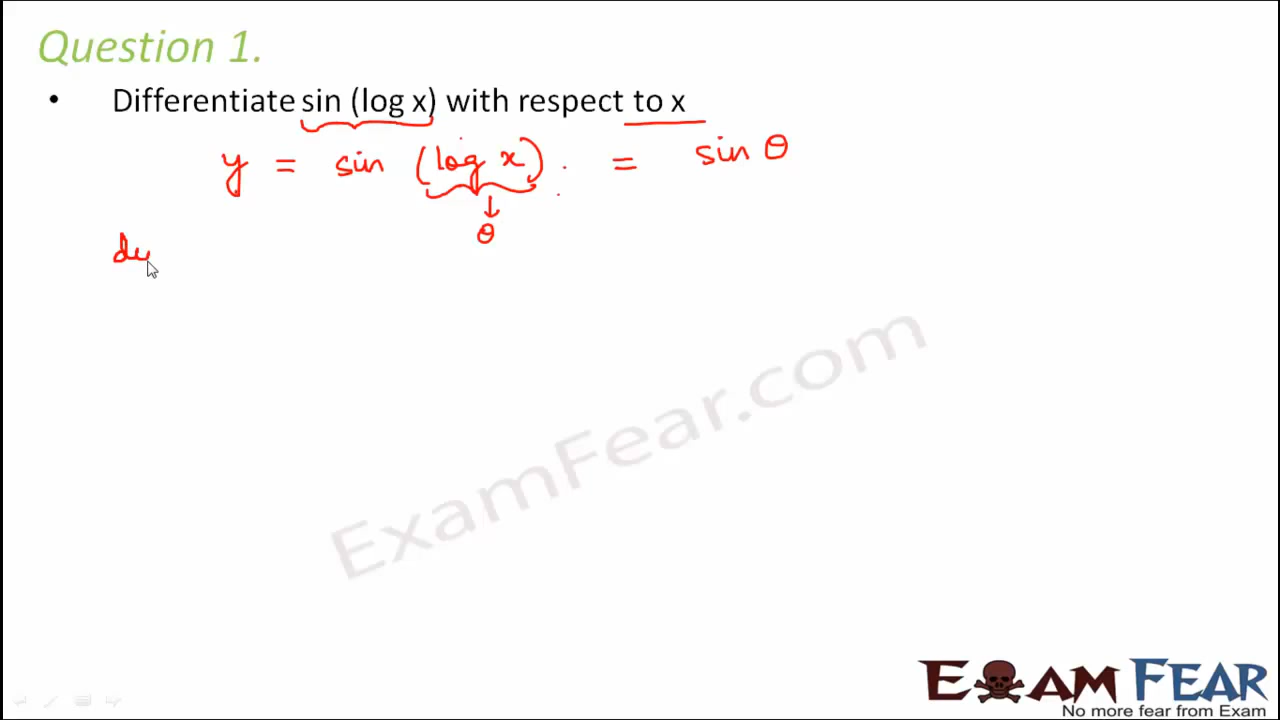 Question 1.
• Differentiate sin (log x) with respect to x
y = sin (log x) . = sin θ
↓
θ
dy
ExamFear.com
EXAM FEAR
No more fear from Exam